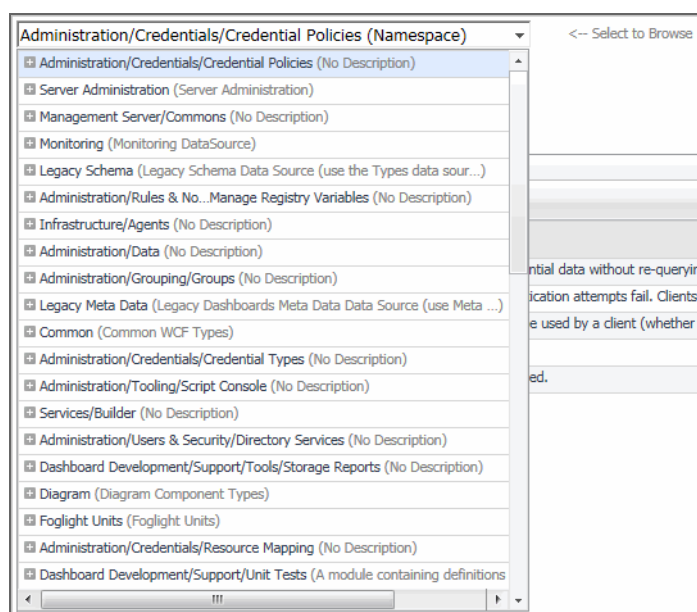 Administration/Credentials/Credential Policies (Namespace)
<-- Select to Browse
Administration/Credentials/Credential Policies (No Description)
Server Administration (Server Administration)
Management Server/Commons (No Description)
Monitoring (Monitoring DataSource)
Legacy Schema (Legacy Schema Data Source (use the Types data sour...)
Administration/Rules & No...Manage Registry Variables (No Description)
Infrastructure/Agents (No Description)
Administration/Data (No Description)
ntial data without re-queryin
Administration/Grouping/Groups (No Description)
Legacy Meta Data (Legacy Dashboards Meta Data Data Source (use Meta ...)
ication attempts fail. Clients
Common (Common WCF Types)
e used by a client (whether
Administration/Credentials/Credential Types (No Description)
Administration/Tooling/Script Console (No Description)
ed.
Services/Builder (No Description)
Administration/Users & Security/Directory Services (No Description)
Dashboard Development/Support/Tools/Storage Reports (No Description)
Diagram (Diagram Component Types)
Foglight Units (Foglight Units)
Administration/Credentials/Resource Mapping (No Description)
Dashboard Development/Support/Unit Tests (A module containing definitions